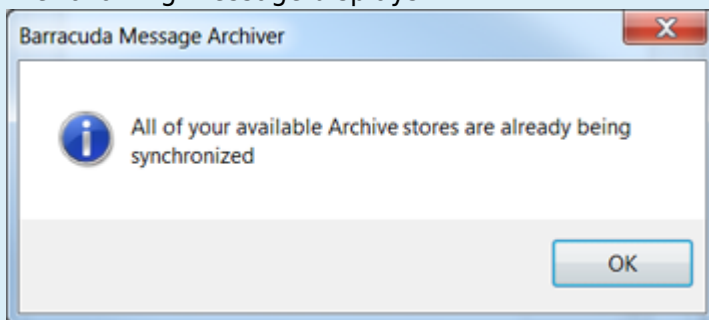 Barracuda Message Archiver
All of your available Archive stores are already being
synchronized
OK